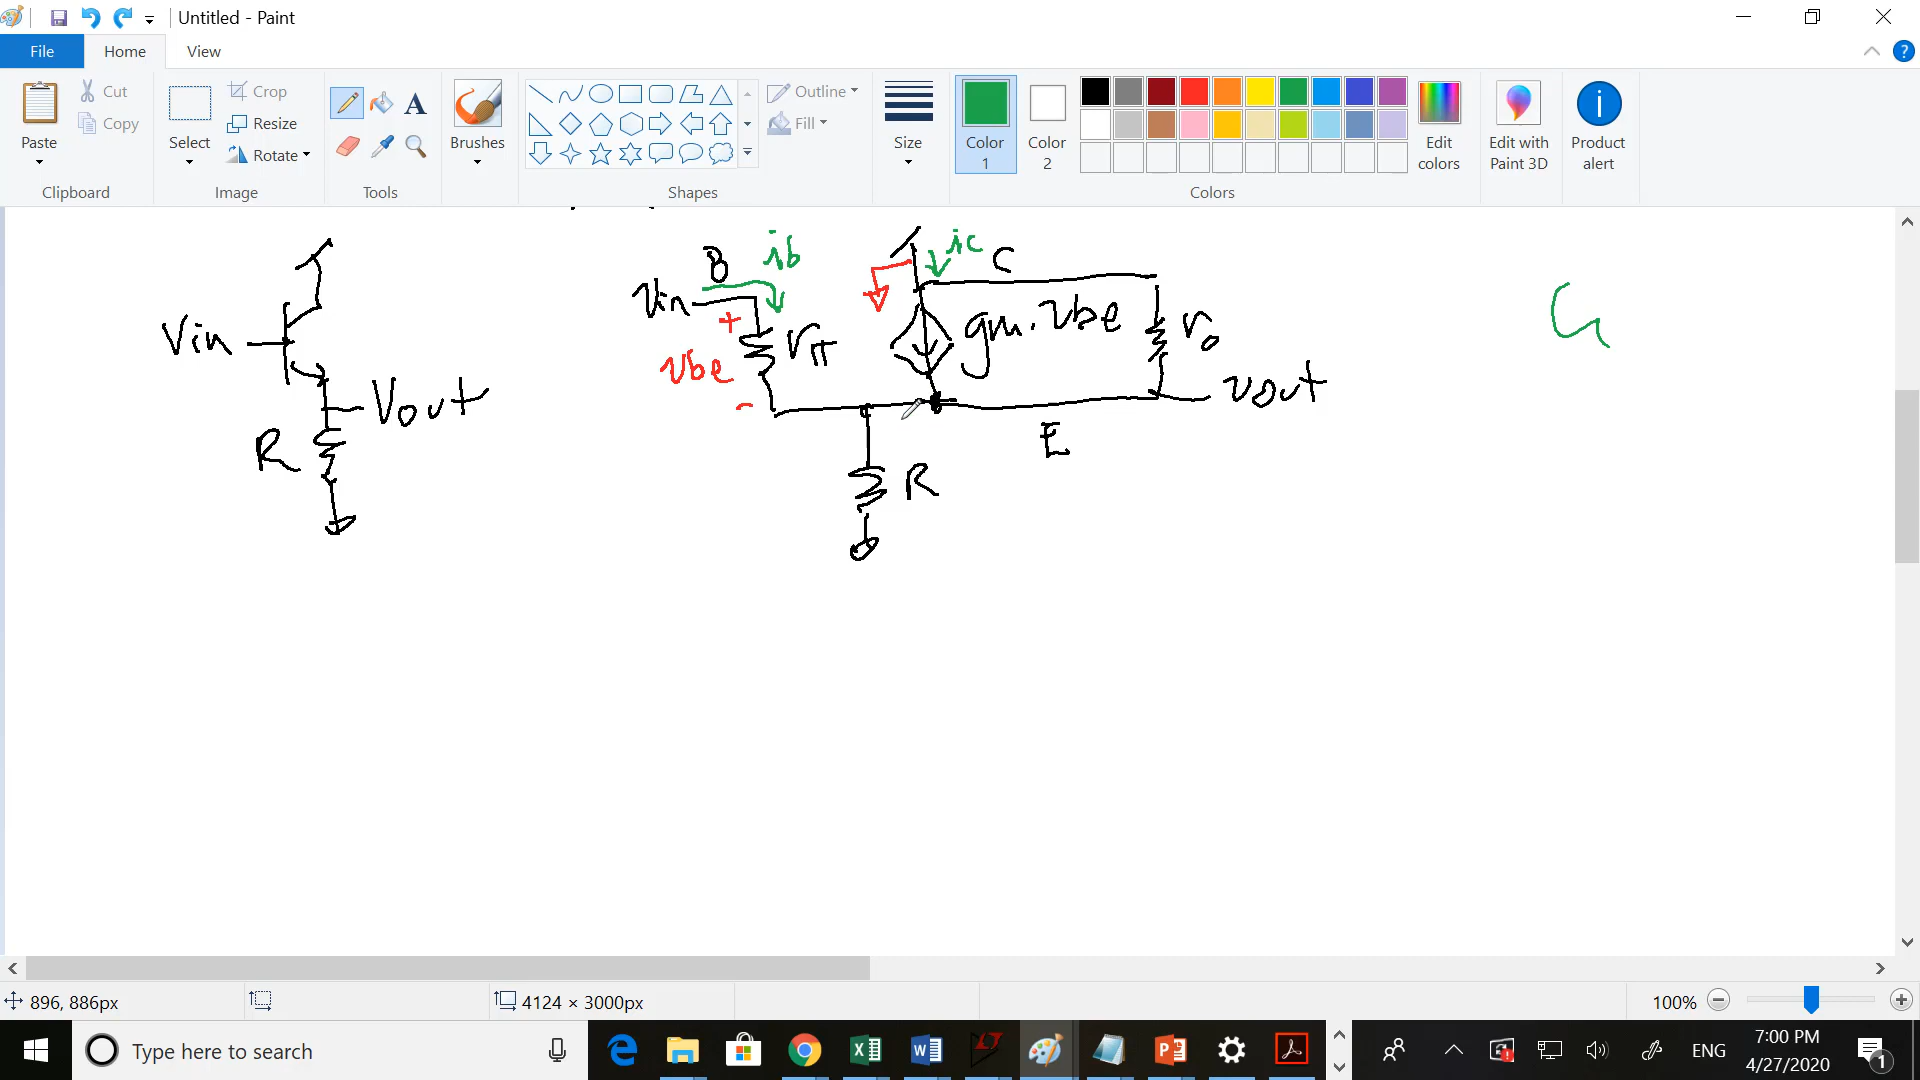 Untitled - Paint
File Home View
Paste
Cut
Copy
Clipboard
Select
Crop
Resize
Rotate
Image
Tools
Brushes
Shapes
Outline
Fill
Size
Color 1
Color 2
Colors
Edit colors
Edit with Paint 3D
Product alert
Vin
Vout
R
B
ib
vin
+
vbe
-
rπ
ic
C
gm.vbe
ro
vout
E
R
896, 886px
4124 × 3000px
100%
Type here to search
ENG
7:00 PM
4/27/2020
1